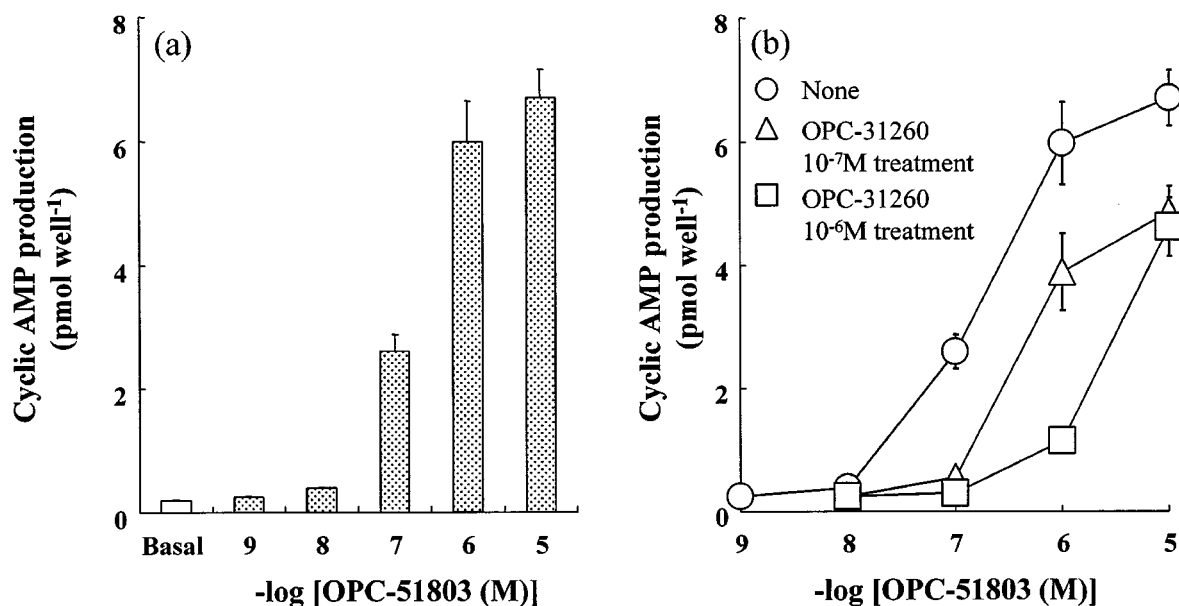 (a)
8
6
4
2
0
Cyclic AMP production
(pmol well⁻¹)
Basal 9 8 7 6 5
-log [OPC-51803 (M)]
(b)
8
6
4
2
0
Cyclic AMP production
(pmol well⁻¹)
None
OPC-31260
10⁻⁷M treatment
OPC-31260
10⁻⁶M treatment
9 8 7 6 5
-log [OPC-51803 (M)]